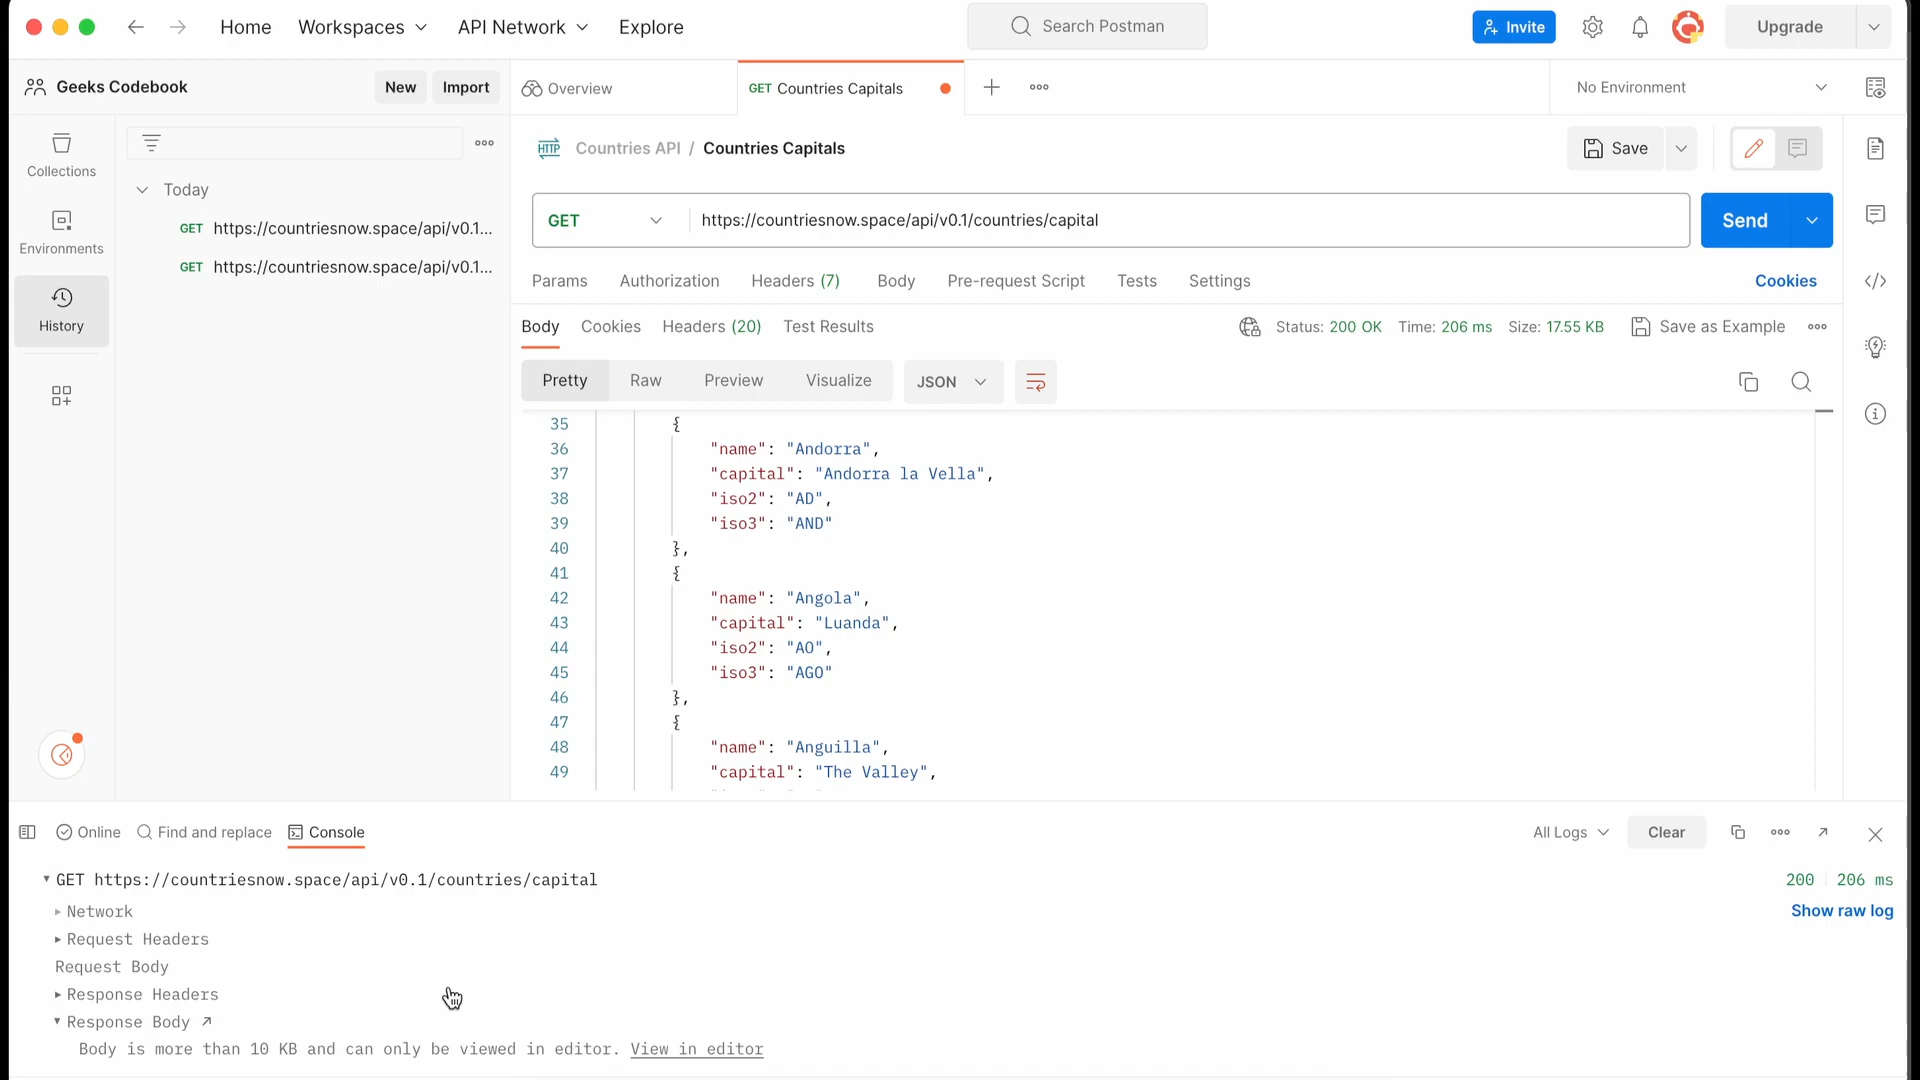 Home Workspaces API Network Explore Search Postman Invite Upgrade
Geeks Codebook New Import Overview GET Countries Capitals No Environment
Collections
Environments
History
Today
GET https://countriesnow.space/api/v0.1...
GET https://countriesnow.space/api/v0.1...
HTTP Countries API / Countries Capitals Save
GET https://countriesnow.space/api/v0.1/countries/capital Send
Params Authorization Headers (7) Body Pre-request Script Tests Settings Cookies
Body Cookies Headers (20) Test Results Status: 200 OK Time: 206 ms Size: 17.55 KB Save as Example
Pretty Raw Preview Visualize JSON
35 {
36 "name": "Andorra",
37 "capital": "Andorra la Vella",
38 "iso2": "AD",
39 "iso3": "AND"
40 },
41 {
42 "name": "Angola",
43 "capital": "Luanda",
44 "iso2": "AO",
45 "iso3": "AGO"
46 },
47 {
48 "name": "Anguilla",
49 "capital": "The Valley",
Online Find and replace Console All Logs Clear
GET https://countriesnow.space/api/v0.1/countries/capital 200 206 ms
Network Show raw log
Request Headers
Request Body
Response Headers
Response Body
Body is more than 10 KB and can only be viewed in editor. View in editor